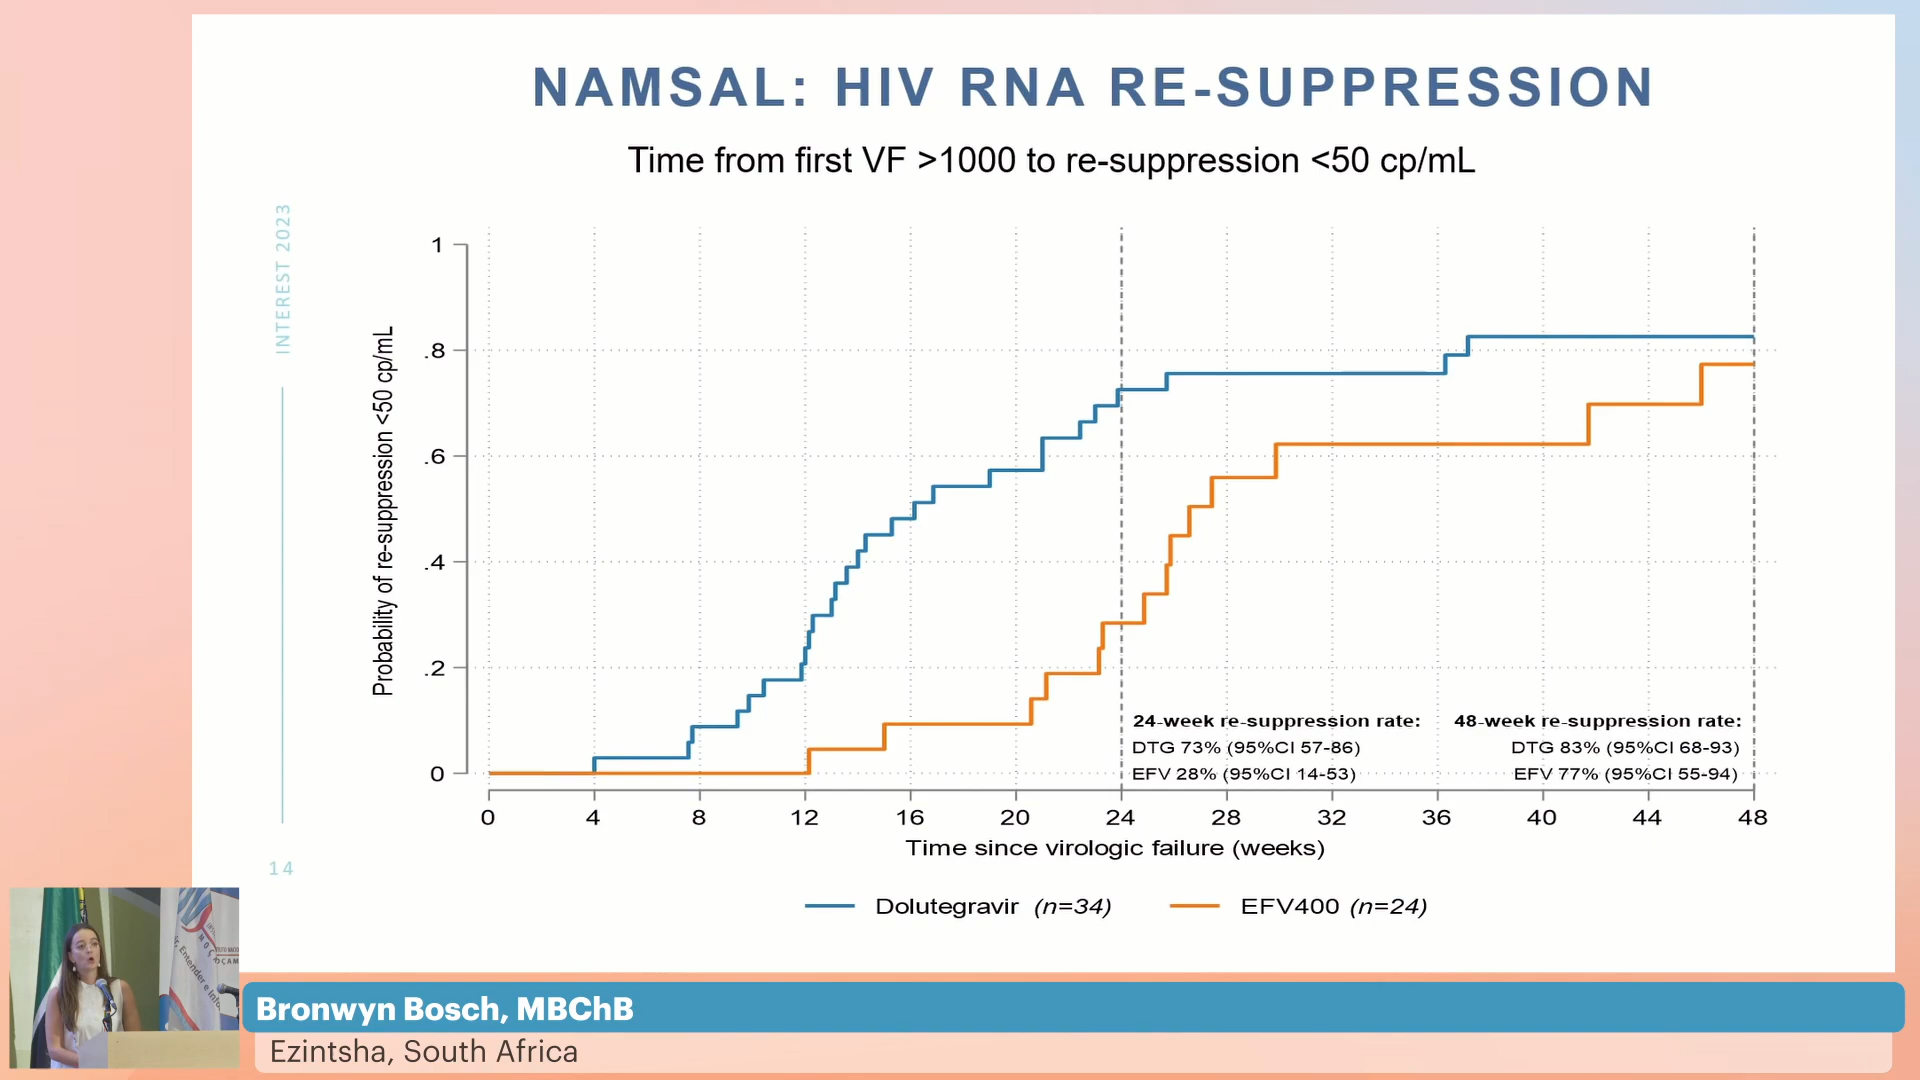 NAMSAL: HIV RNA RE-SUPPRESSION
Time from first VF >1000 to re-suppression <50 cp/mL
INTEREST 2023
14
Probability of re-suppression <50 cp/mL
1
.8
.6
.4
.2
0
24-week re-suppression rate:
DTG 73% (95%CI 57-86)
EFV 28% (95%CI 14-53)
48-week re-suppression rate:
DTG 83% (95%CI 68-93)
EFV 77% (95%CI 55-94)
0 4 8 12 16 20 24 28 32 36 40 44 48
Time since virologic failure (weeks)
Dolutegravir (n=34) EFV400 (n=24)
Entender e
Bronwyn Bosch, MBChB
Ezintsha, South Africa